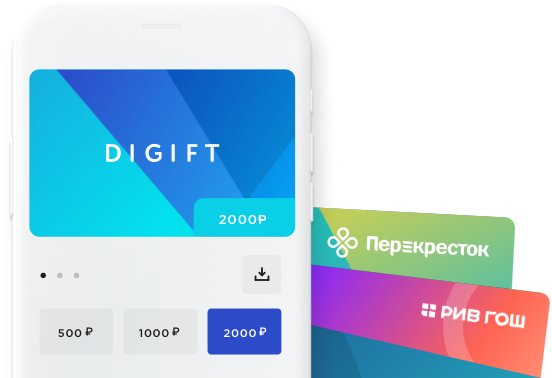 DIGIFT
2000₽
500 ₽
1000 ₽
2000 ₽
Перекресток
РИВ ГОШ